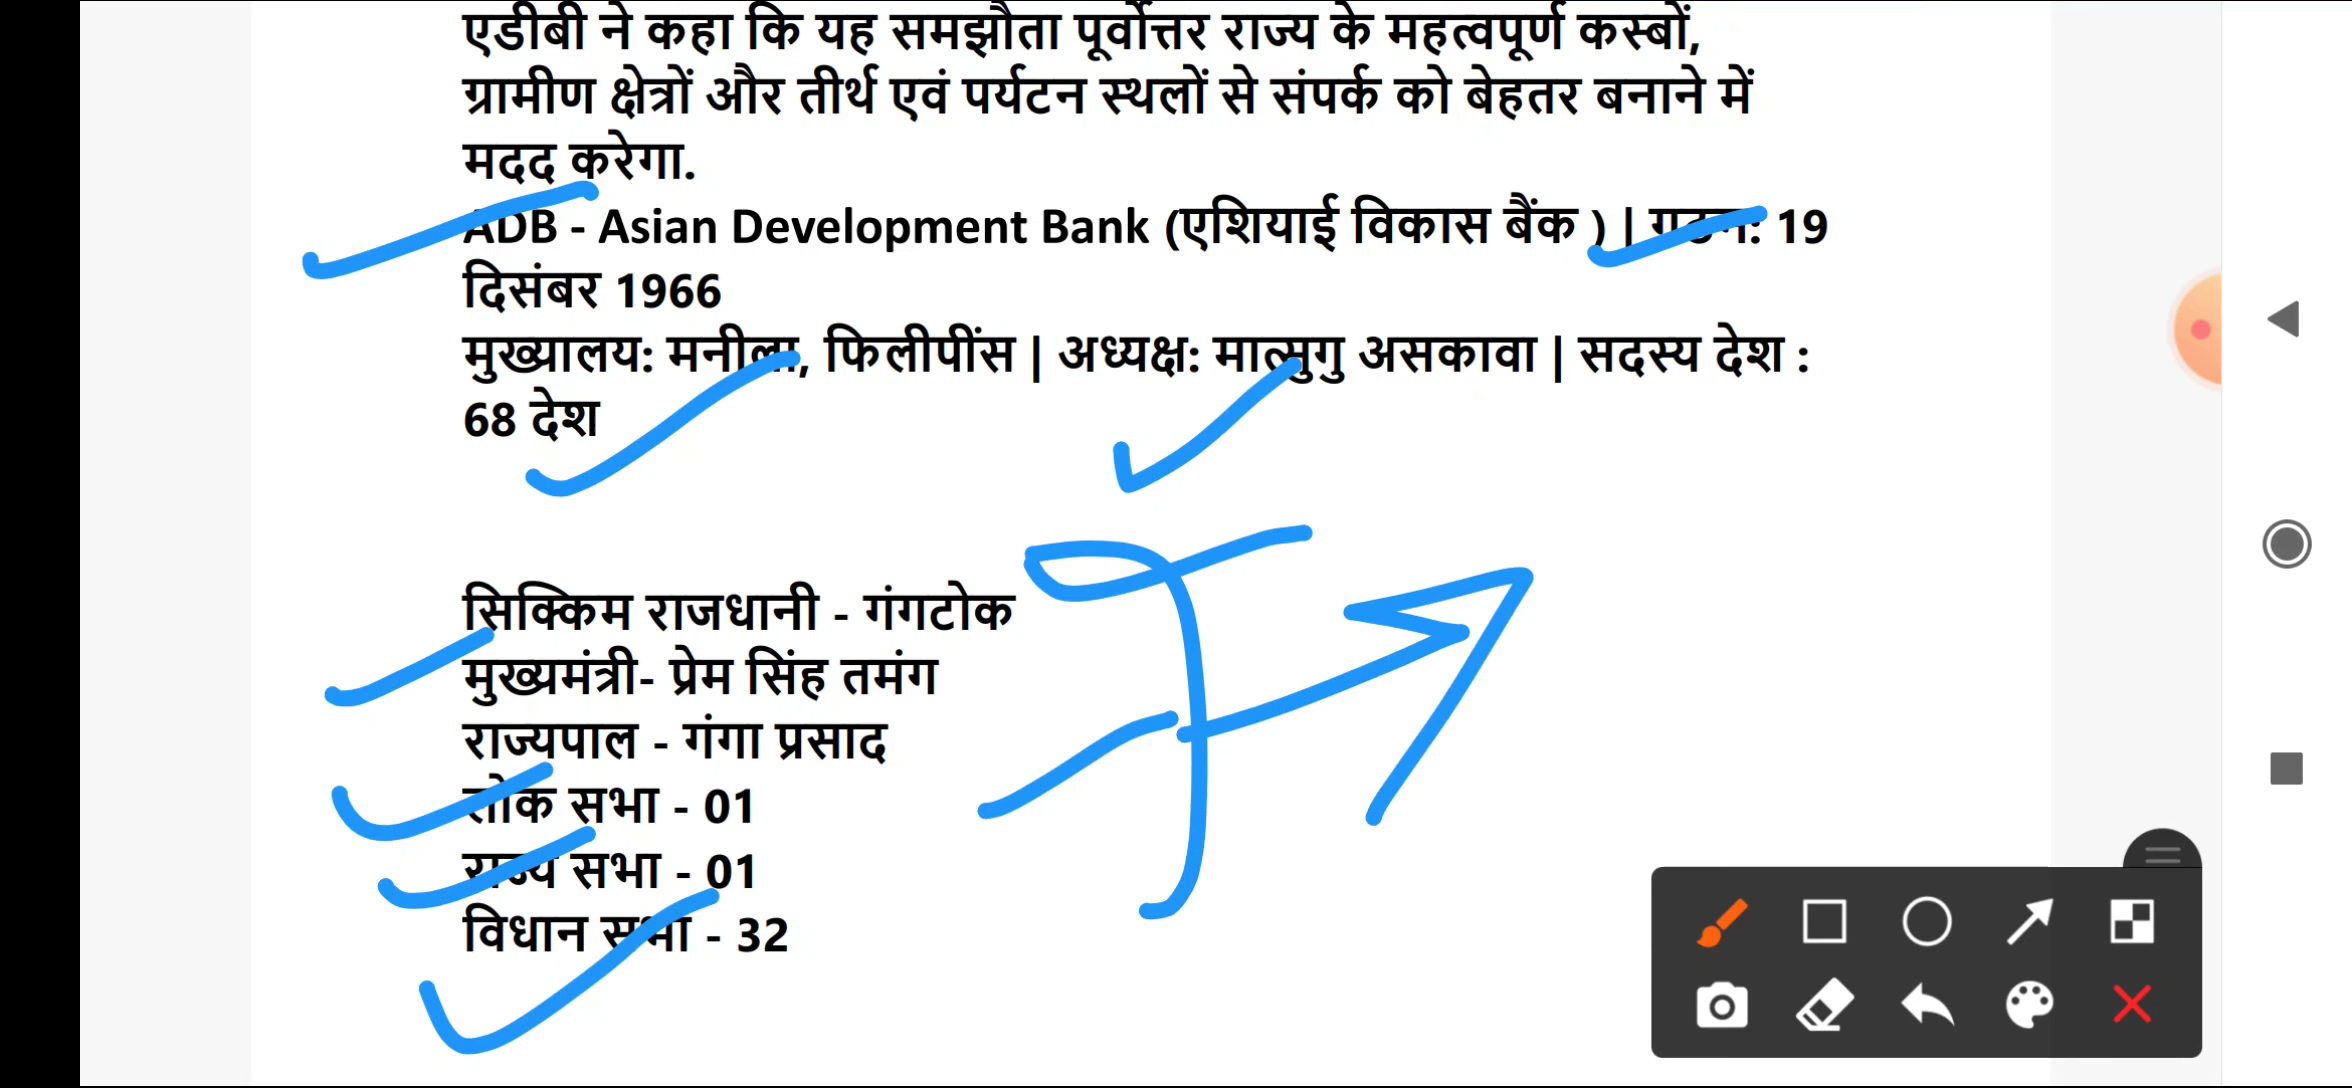 एडीबी ने कहा कि यह समझौता पूर्वोत्तर राज्य के महत्वपूर्ण कस्बों,
ग्रामीण क्षेत्रों और तीर्थ एवं पर्यटन स्थलों से संपर्क को बेहतर बनाने में
मदद करेगा.
ADB - Asian Development Bank (एशियाई विकास बैंक ) | गठन: 19
दिसंबर 1966
मुख्यालय: मनीला, फिलीपींस | अध्यक्ष: मात्सुगु असकावा | सदस्य देश :
68 देश
सिक्किम राजधानी - गंगटोक
मुख्यमंत्री- प्रेम सिंह तमंग
राज्यपाल - गंगा प्रसाद
लोक सभा - 01
राज्य सभा - 01
विधान सभा - 32